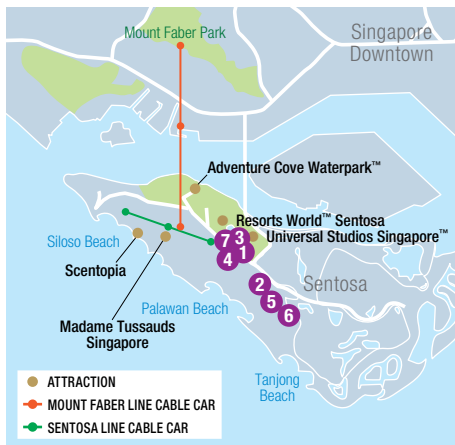 Mount Faber Park
Singapore
Downtown
Adventure Cove Waterpark™
Resorts World™ Sentosa
Universal Studios Singapore™
7
3
1
4
Siloso Beach
Scentopia
Sentosa
2
5
6
Palawan Beach
Madame Tussauds
Singapore
Tanjong
Beach
ATTRACTION
MOUNT FABER LINE CABLE CAR
SENTOSA LINE CABLE CAR